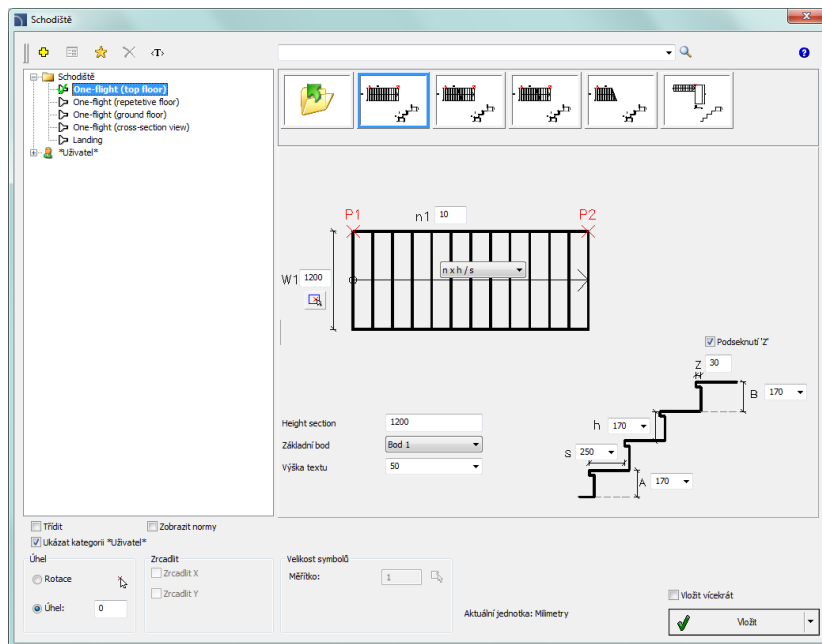 Schodiště
‹T›
Schodiště
One-flight (top floor)
One-flight (repetetive floor)
One-flight (ground floor)
One-flight (cross-section view)
Landing
*Uživatel*
P1
n1
10
P2
W1
1200
n x h / s
Podseknutí 'Z'
Z
30
B
170
h
170
s
250
A
170
Height section
1200
Základní bod
Bod 1
Výška textu
50
Třídit
Zobrazit normy
Ukázat kategorii *Uživatel*
Úhel
Rotace
Úhel:
0
Zrcadlit
Zrcadlit X
Zrcadlit Y
Velikost symbolů
Měřítko:
1
Aktuální jednotka: Milimetry
Vložit vícekrát
Vložit